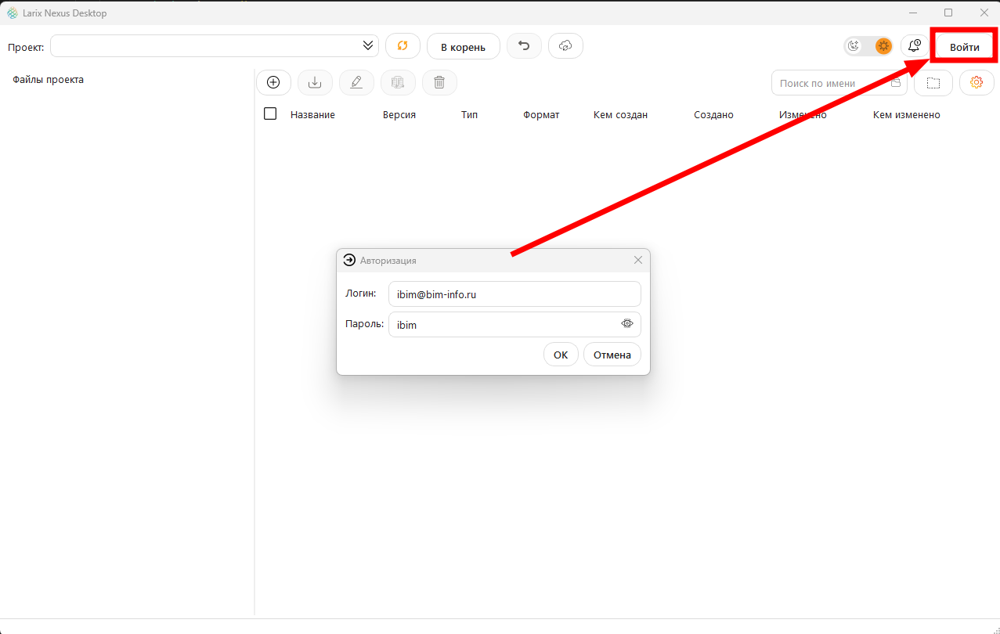 Larix Nexus Desktop
Проект:
В корень
Войти
Файлы проекта
Поиск по имени
Название Версия Тип Формат Кем создан Создано Изменено Кем изменено
Авторизация
Логин: ibim@bim-info.ru
Пароль: ibim
ОК Отмена